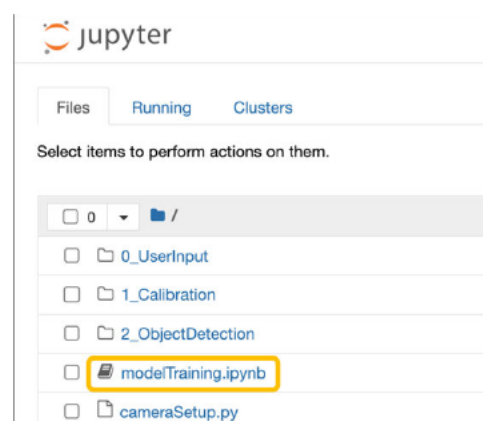 jupyter
Files Running Clusters
Select items to perform actions on them.
0 /
0_UserInput
1_Calibration
2_ObjectDetection
modelTraining.ipynb
cameraSetup.py